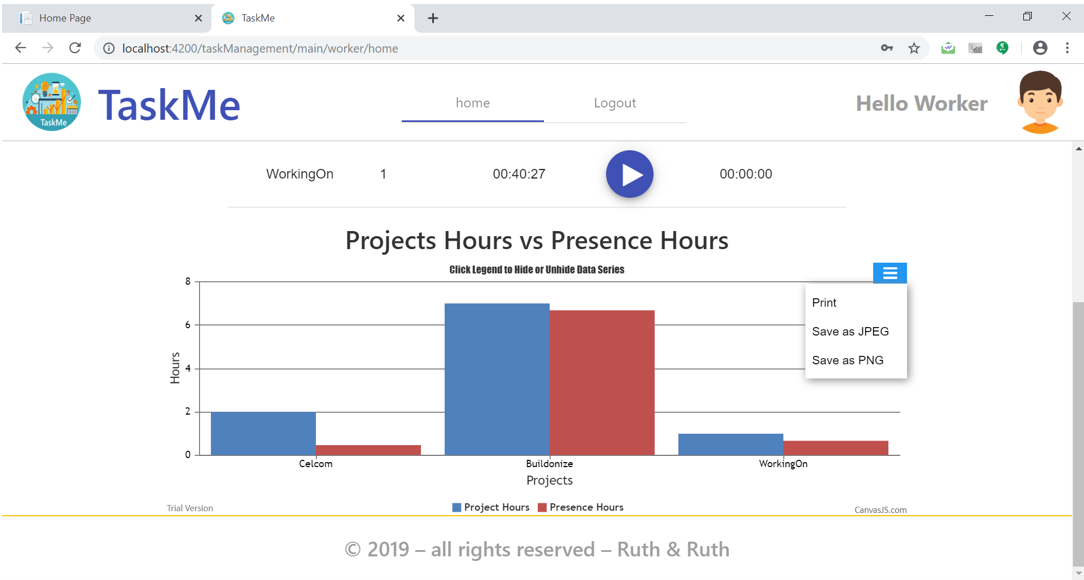 Home Page
TaskMe
localhost:4200/taskManagement/main/worker/home
TaskMe
TaskMe
home
Logout
Hello Worker
WorkingOn 1 00:40:27 00:00:00
Projects Hours vs Presence Hours
Click Legend to Hide or Unhide Data Series
Print
Save as JPEG
Save as PNG
8
6
4
2
0
Hours
Celcom Buildonize WorkingOn
Projects
Project Hours Presence Hours
Trial Version
CanvasJS.com
© 2019 – all rights reserved – Ruth & Ruth